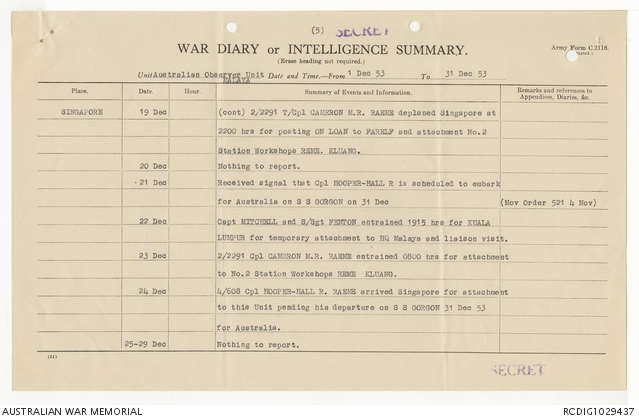 (5) SECRET
WAR DIARY or INTELLIGENCE SUMMARY.
(Erase heading not required.)
Army Form C.2118.
Unit Australian Observer Unit Date and Time.—From 1 Dec 53 To 31 Dec 53
MALAYA
Place. Date. Hour. Summary of Events and Information. Remarks and references to Appendices, Diaries, &c.
SINGAPORE 19 Dec (cont) 2/2291 T/Cpl CAMERON M.R. RAEME deplaned Singapore at
2200 hrs for posting ON LOAN to FARELF and attachment No.2
Station Workshops REME. KLUANG.
20 Dec Nothing to report.
21 Dec Received signal that Cpl HOOPER-HALL R is scheduled to embark
for Australia on S S GORGON on 31 Dec (Mov Order 521 4 Nov)
22 Dec Capt MITCHELL and S/Sgt FENTON entrained 1915 hrs for KUALA
LUMPUR for temporary attachment to HQ Malaya and liaison visit.
23 Dec 2/2291 Cpl CAMERON M.R. RAEME entrained 0800 hrs for attachment
to No.2 Station Workshops REME KLUANG.
24 Dec 4/608 Cpl HOOPER-HALL R. RAEME arrived Singapore for attachment
to this Unit pending his departure on S S GORGON 31 Dec 53
for Australia.
25-29 Dec Nothing to report.
SECRET
AUSTRALIAN WAR MEMORIAL RCDIG1029437